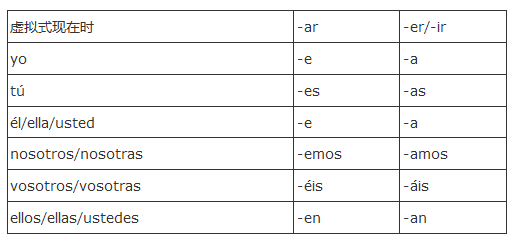 虚拟式现在时 -ar -er/-ir
yo -e -a
tú -es -as
él/ella/usted -e -a
nosotros/nosotras -emos -amos
vosotros/vosotras -éis -áis
ellos/ellas/ustedes -en -an